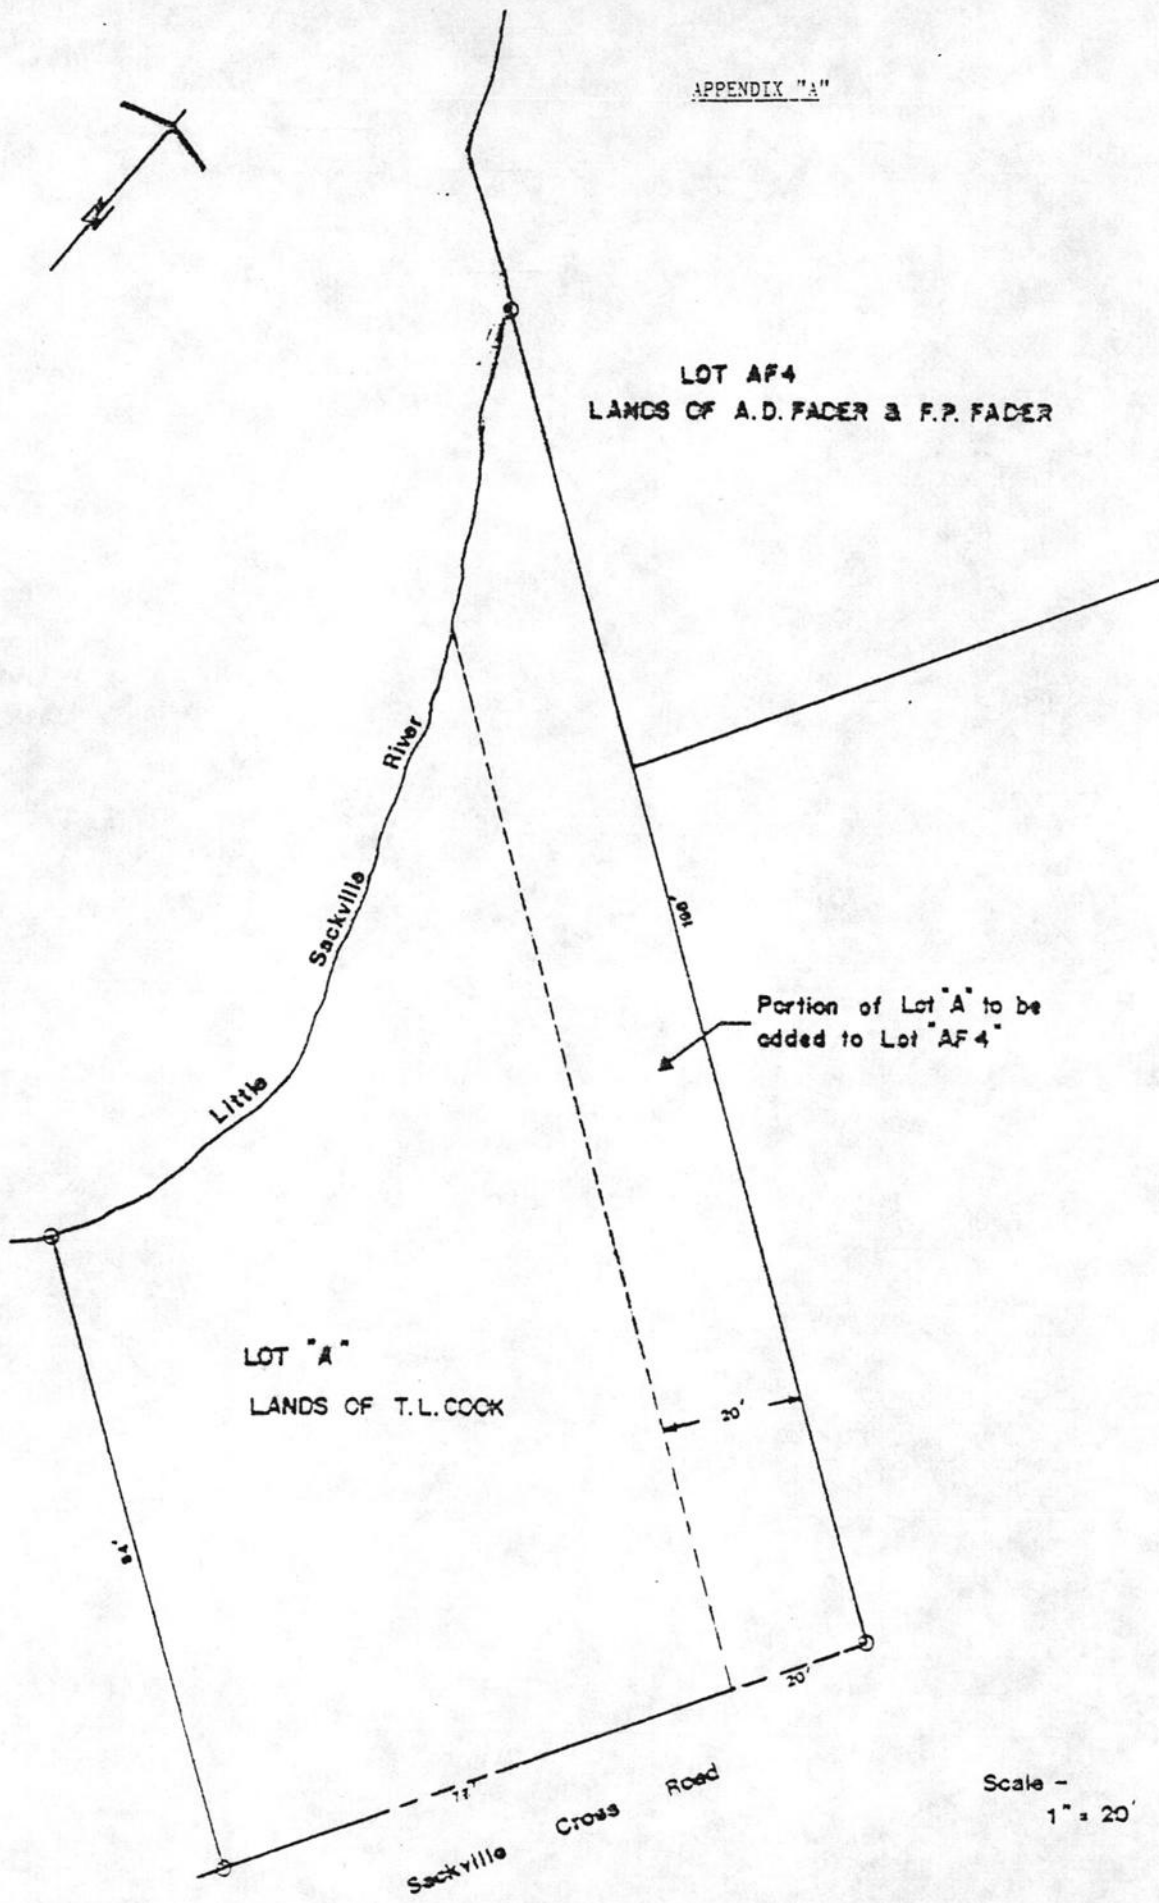 APPENDIX "A"
N
LOT AF4
LANDS OF A.D. FADER & F.P. FADER
River
Sackville
Little
Portion of Lot "A" to be
added to Lot "AF4"
LOT "A"
LANDS OF T.L. COOK
20'
20'
Sackville Cross Road
Scale -
1" = 20'